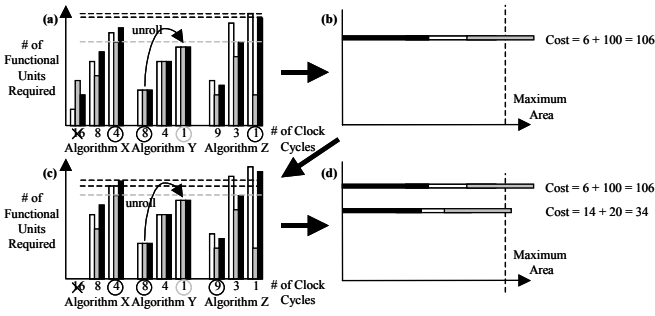 (a)
# of
Functional
Units
Required
unroll
16 8 4 8 4 1 9 3 1 # of Clock
Algorithm X Algorithm Y Algorithm Z Cycles
(b)
Cost = 6 + 100 = 106
Maximum
Area
(c)
# of
Functional
Units
Required
unroll
16 8 4 8 4 1 9 3 1 # of Clock
Algorithm X Algorithm Y Algorithm Z Cycles
(d)
Cost = 6 + 100 = 106
Cost = 14 + 20 = 34
Maximum
Area